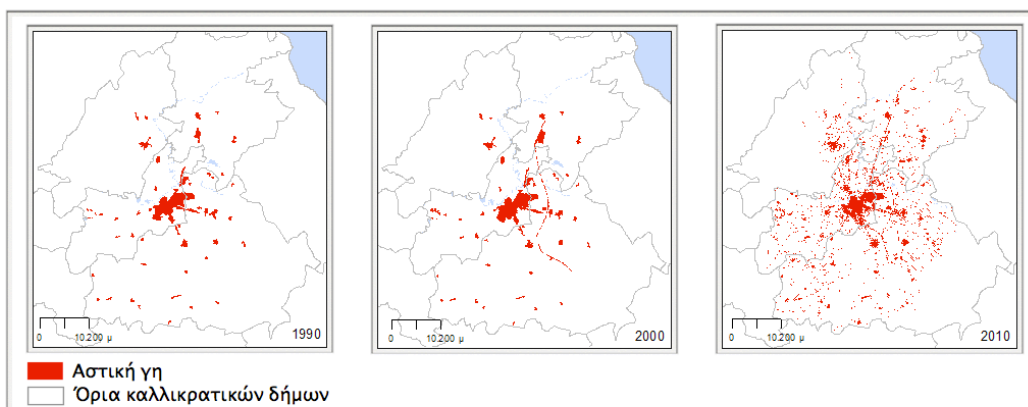 0 10.200 μ 1990
0 10.200 μ 2000
0 10.200 μ 2010
Αστική γη
Όρια καλλικρατικών δήμων